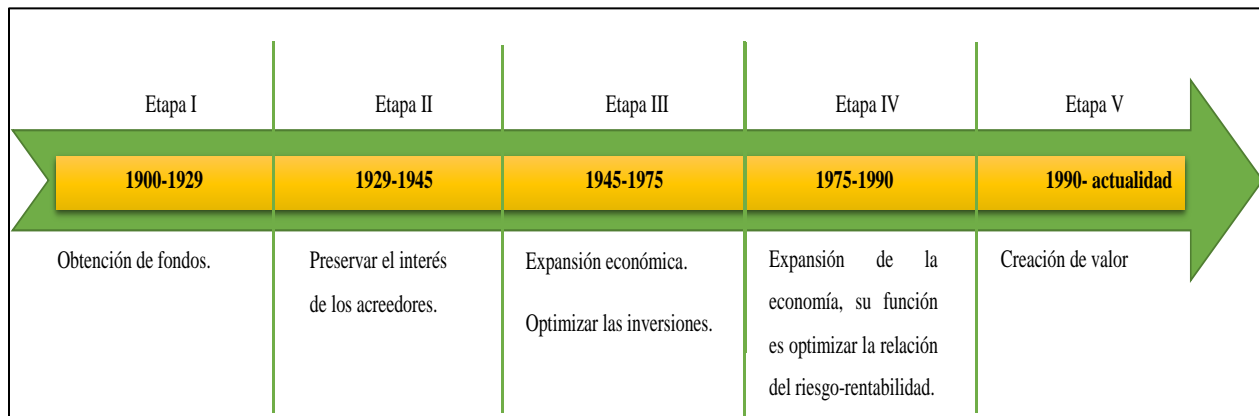 Etapa I
Etapa II
Etapa III
Etapa IV
Etapa V
1900-1929
1929-1945
1945-1975
1975-1990
1990- actualidad
Obtención de fondos.
Preservar el interés
de los acreedores.
Expansión económica.
Optimizar las inversiones.
Expansión de la
economía, su función
es optimizar la relación
del riesgo-rentabilidad.
Creación de valor